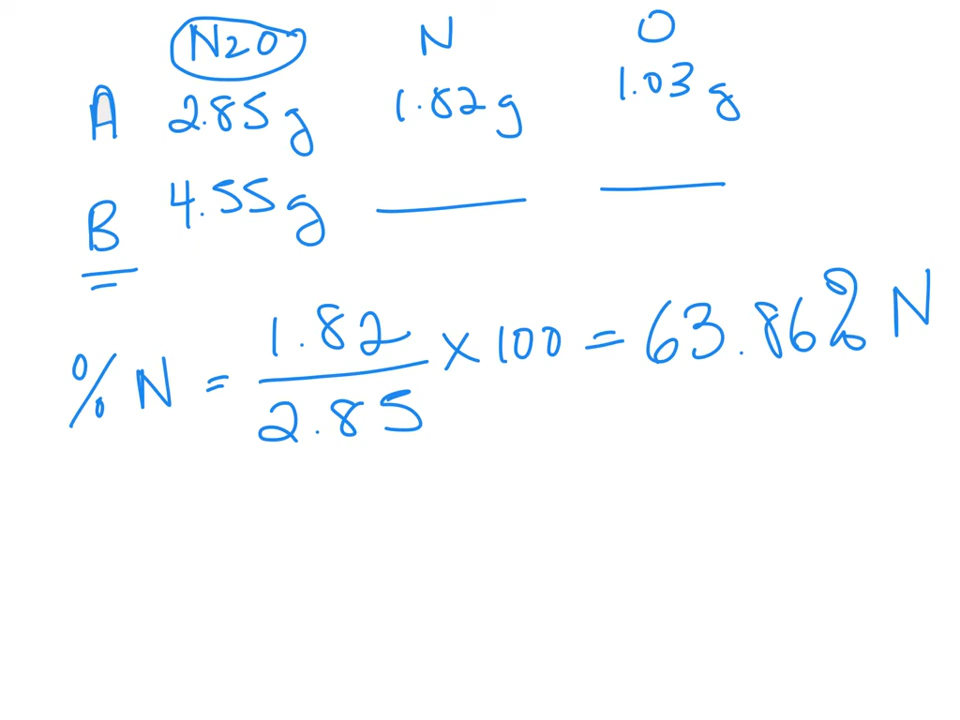 N2O N O
A 2.85g 1.82g 1.03g
B 4.55g
% N = 1.82 / 2.85 × 100 = 63.86% N